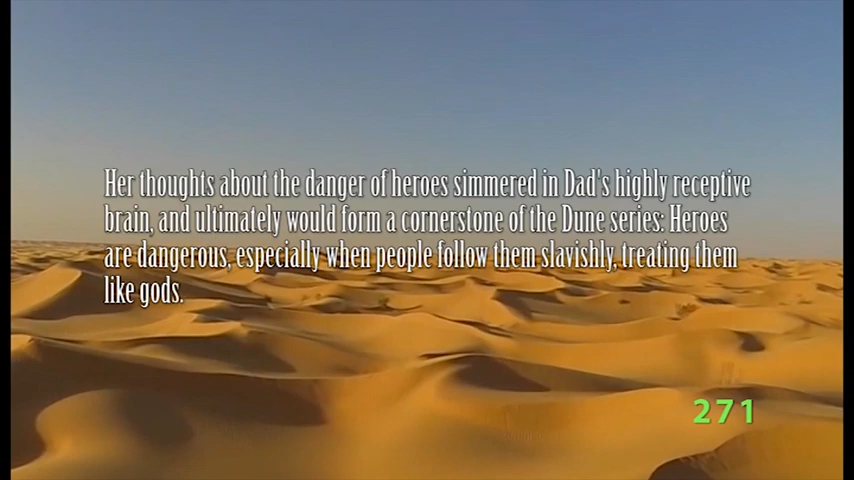 Her thoughts about the danger of heroes simmered in Dad's highly receptive
brain, and ultimately would form a cornerstone of the Dune series: Heroes
are dangerous, especially when people follow them slavishly, treating them
like gods.
271